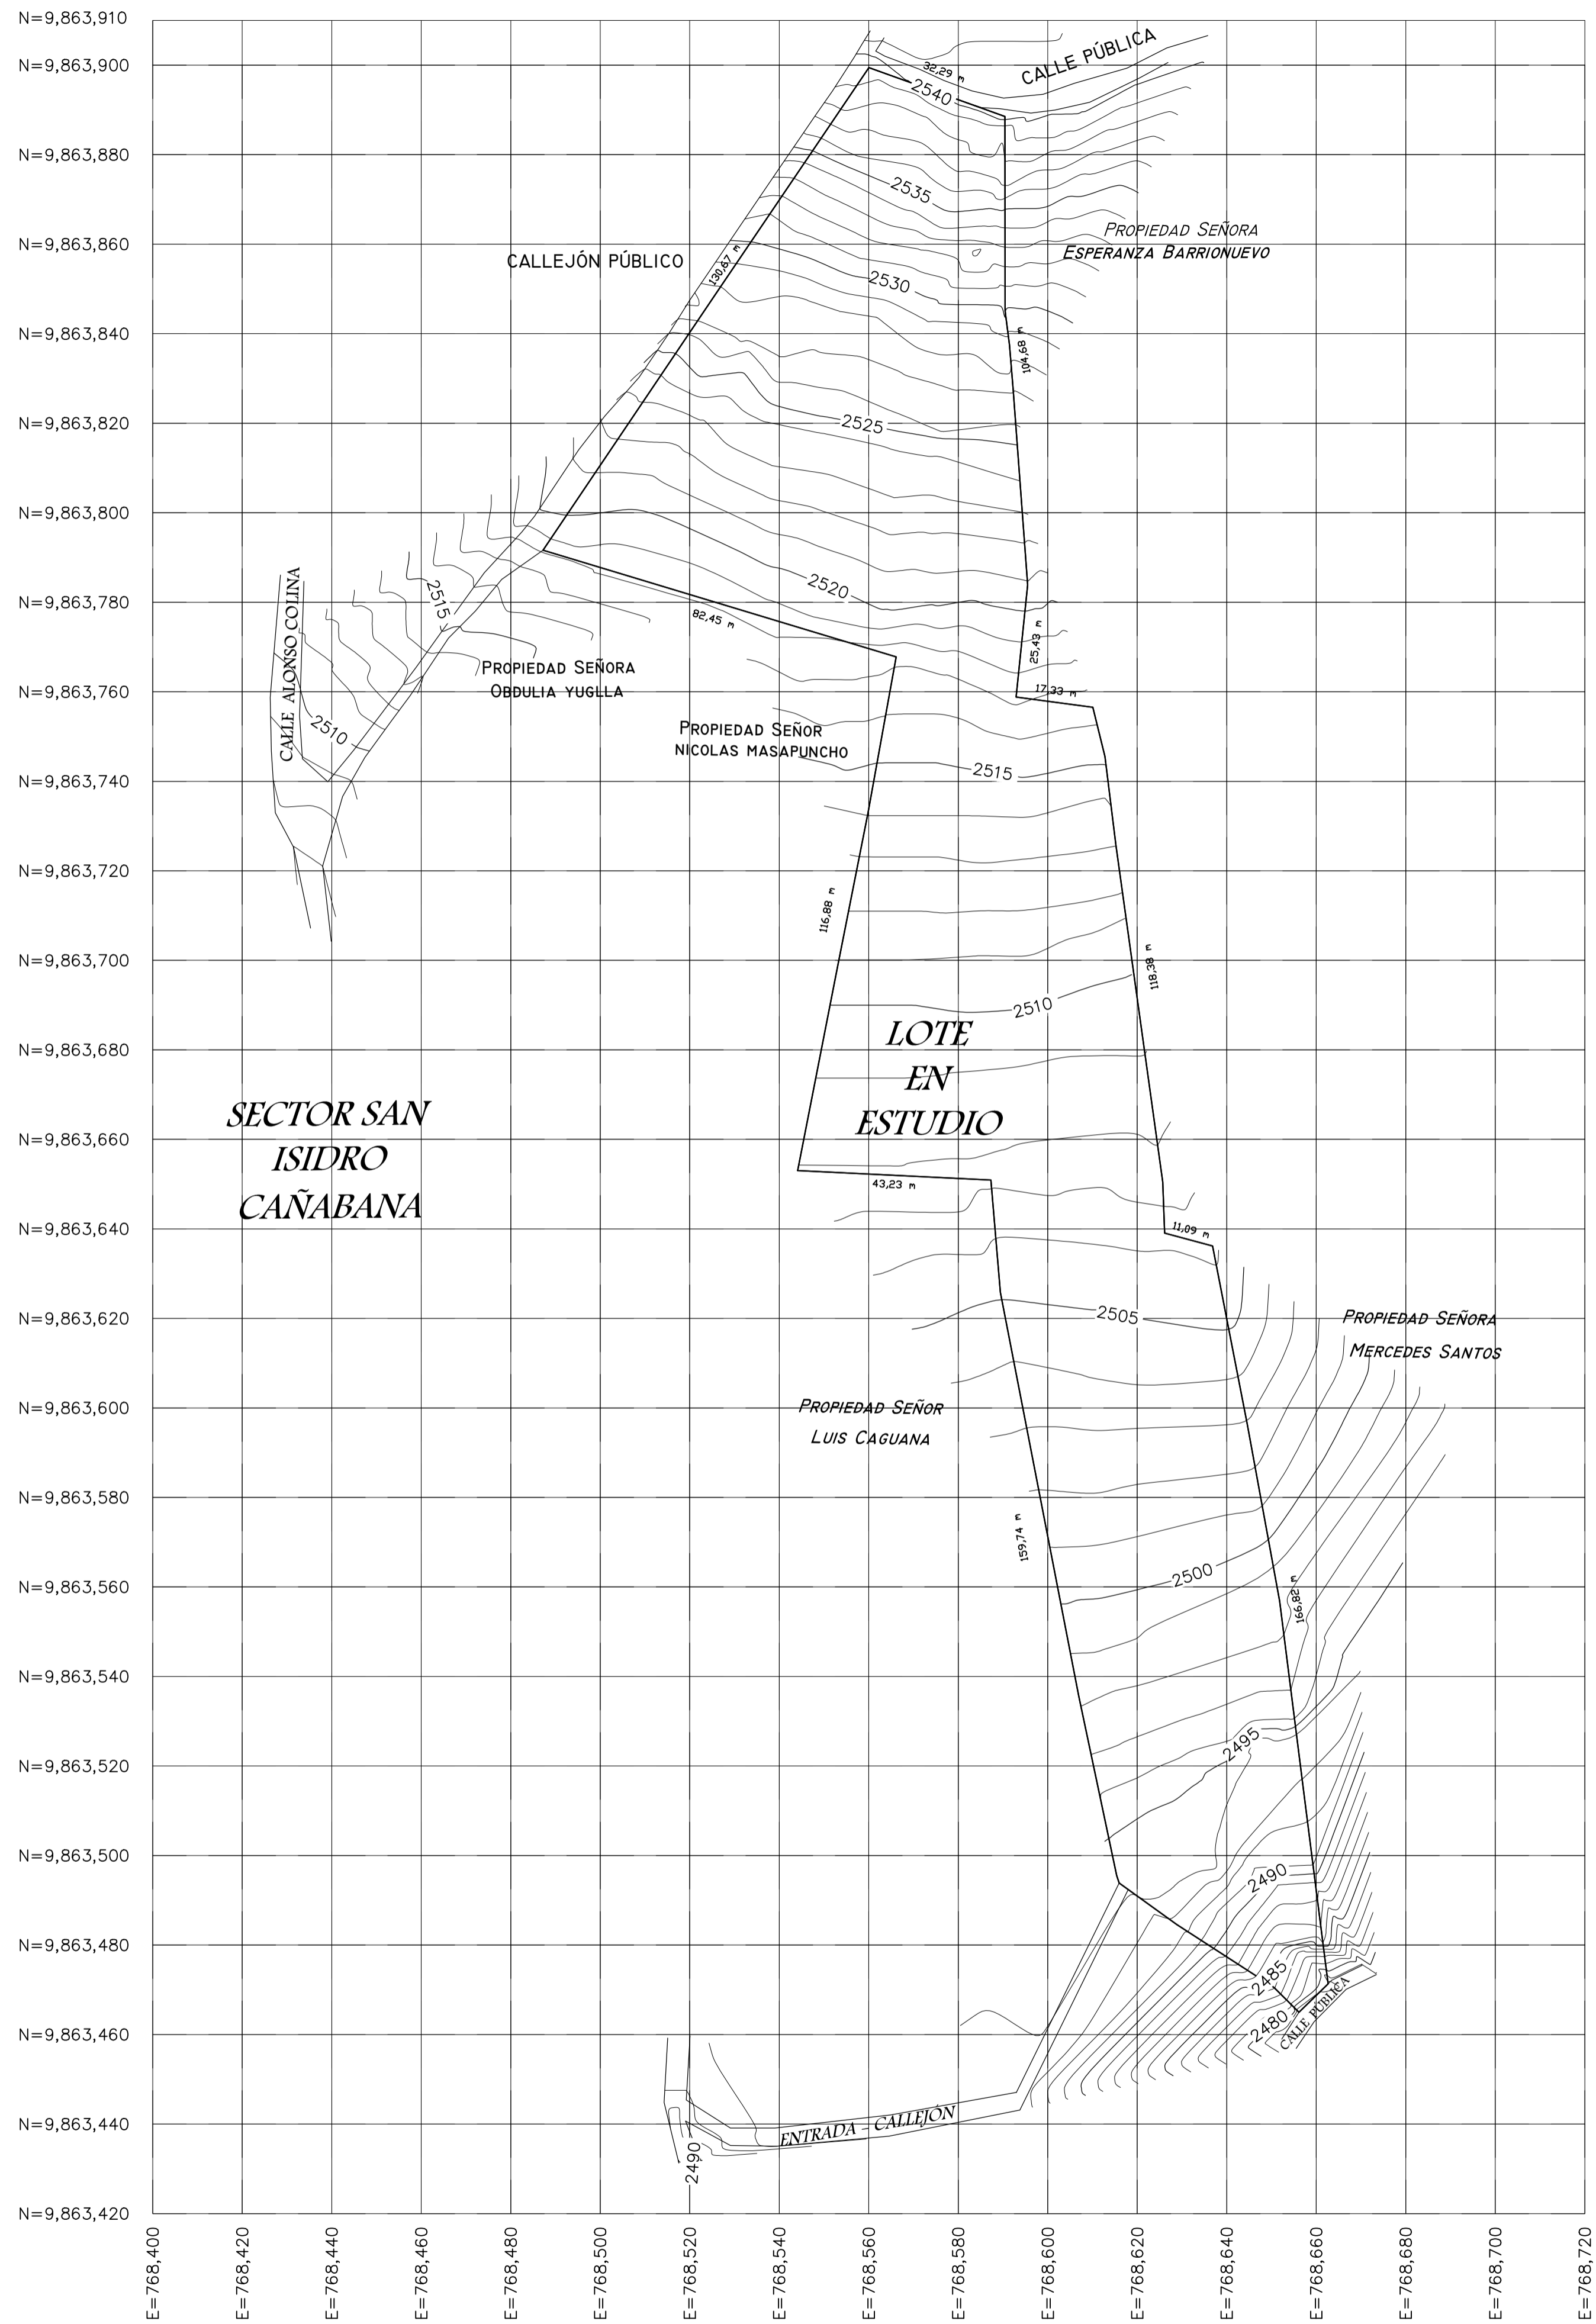 N=9,863,910
N=9,863,900
N=9,863,880
N=9,863,860
N=9,863,840
N=9,863,820
N=9,863,800
N=9,863,780
N=9,863,760
N=9,863,740
N=9,863,720
N=9,863,700
N=9,863,680
N=9,863,660
N=9,863,640
N=9,863,620
N=9,863,600
N=9,863,580
N=9,863,560
N=9,863,540
N=9,863,520
N=9,863,500
N=9,863,480
N=9,863,460
N=9,863,440
N=9,863,420
CALLE PÚBLICA
32,29 m
2540
2535
PROPIEDAD SEÑORA
ESPERANZA BARRIONUEVO
CALLEJÓN PÚBLICO
130,67 m
2530
104,68 m
2525
2520
82,45 m
25,43 m
17,33 m
2515
CALLE ALONSO COLINA
2510
PROPIEDAD SEÑORA
OBDULIA YUGLLA
PROPIEDAD SEÑOR
NICOLAS MASAPUNCHO
2515
116,88 m
118,38 m
2510
LOTE
EN
ESTUDIO
SECTOR SAN
ISIDRO
CAÑABANA
43,23 m
11,09 m
2505
PROPIEDAD SEÑORA
MERCEDES SANTOS
PROPIEDAD SEÑOR
LUIS CAGUANA
159,74 m
2500
166,82 m
2495
2490
2485
2480
CALLE PÚBLICA
ENTRADA - CALLEJÓN
2490
E=768,400
E=768,420
E=768,440
E=768,460
E=768,480
E=768,500
E=768,520
E=768,540
E=768,560
E=768,580
E=768,600
E=768,620
E=768,640
E=768,660
E=768,680
E=768,700
E=768,720